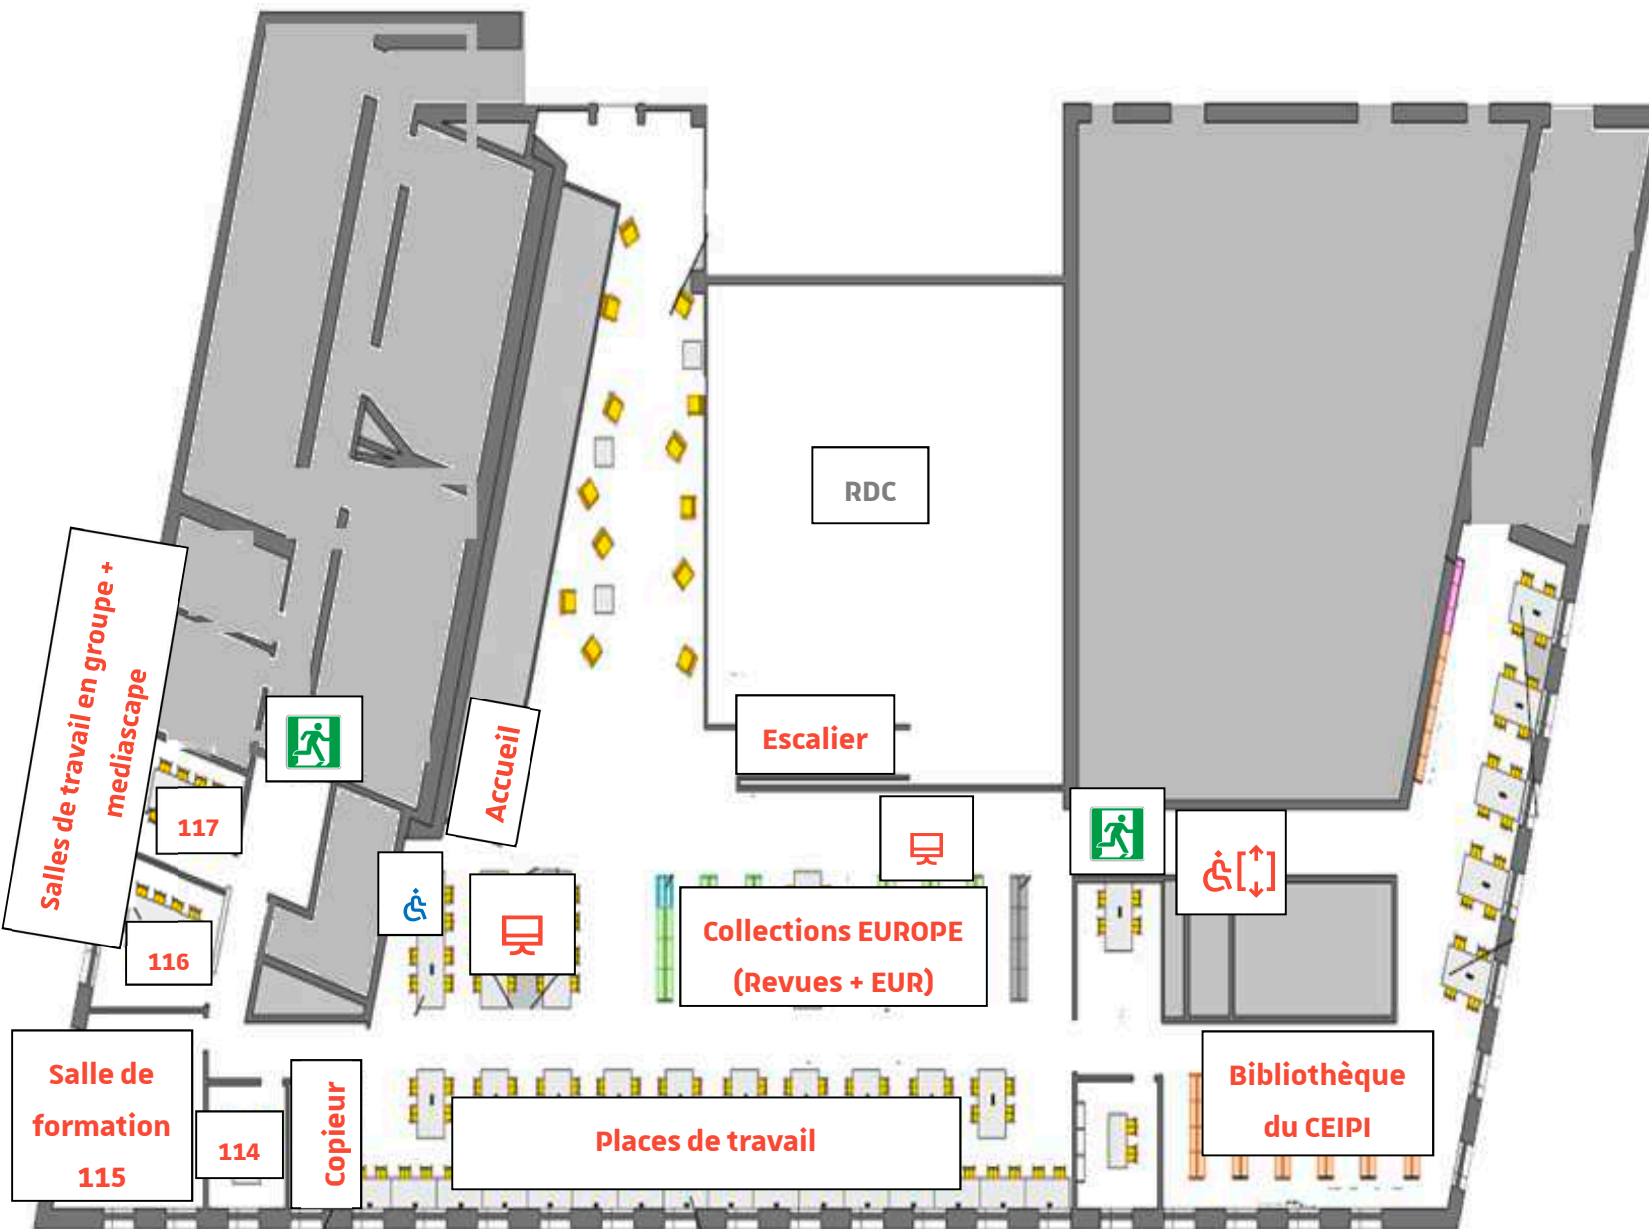 RDC
Salles de travail en groupe +
mediascape
Escalier
Accueil
117
116
Collections EUROPE
(Revues + EUR)
Salle de
formation
115
114
Copieur
Places de travail
Bibliothèque
du CEIPI